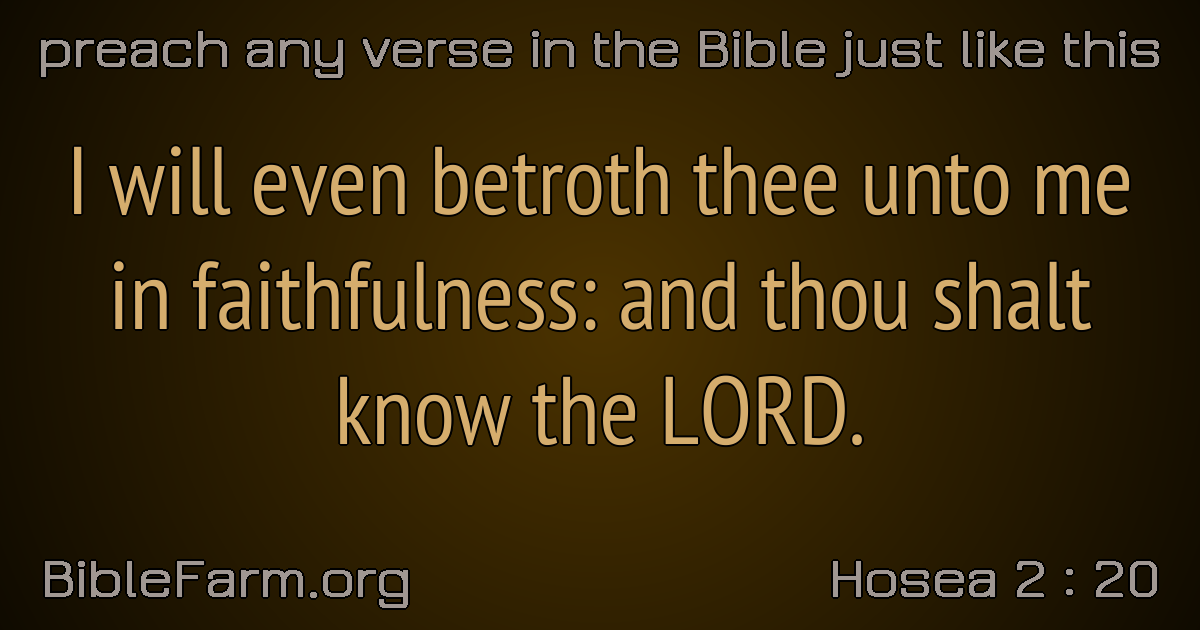 preach any verse in the Bible just like this
I will even betroth thee unto me
in faithfulness: and thou shalt
know the LORD.
BibleFarm.org
Hosea 2 : 20